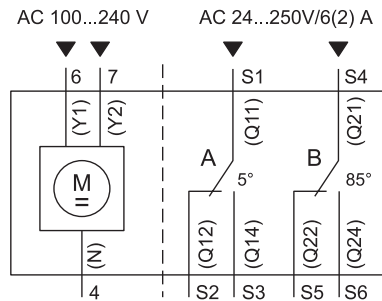 AC 100...240 V AC 24...250V/6(2) A
6 7 S1 S4
(Y1) (Y2) (Q11) (Q21)
A B
M
=
5° 85°
(N) (Q12) (Q14) (Q22) (Q24)
4 S2 S3 S5 S6